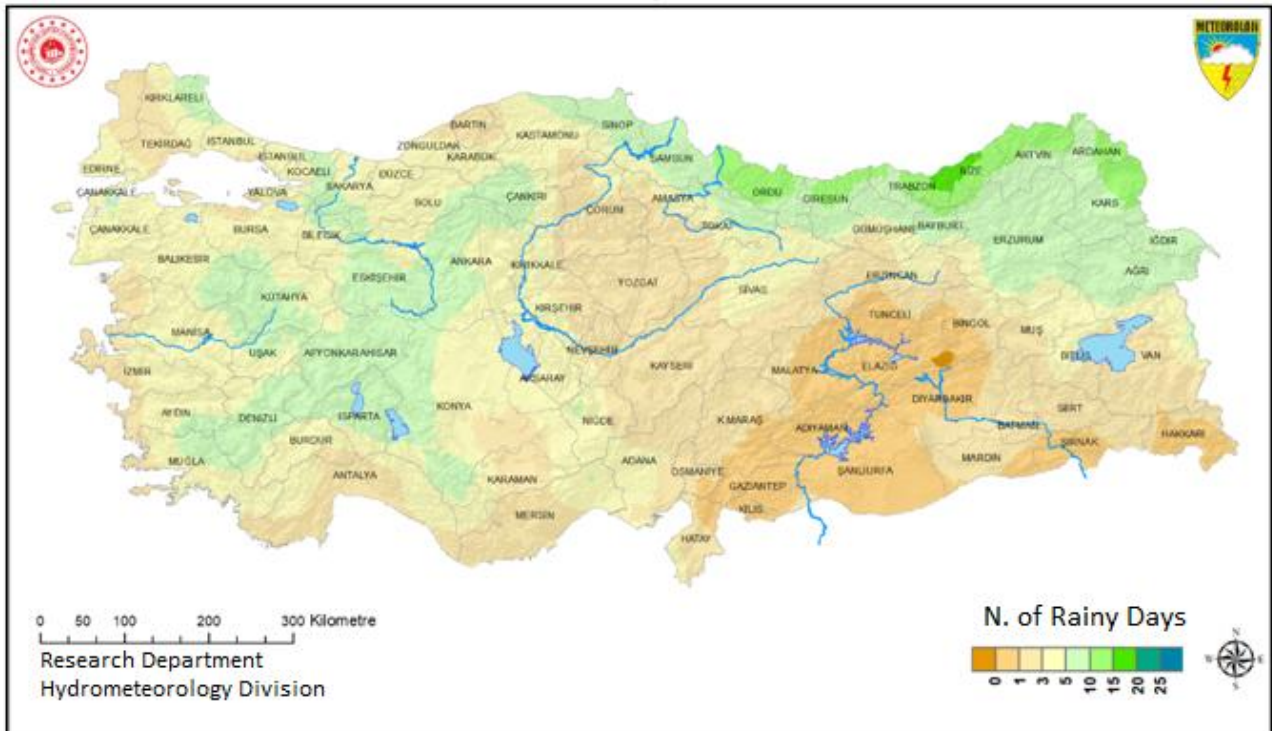 METEOROLOJİ
KIRKLARELİ
SİNOP
BARTIN
KASTAMONU
TEKİRDAĞ
İSTANBUL
ZONGULDAK
KARABÜK
SAMSUN
ARTVİN
ARDAHAN
İSTANBUL
KOCAELİ
EDİRNE
DÜZCE
RİZE
TRABZON
ÇANAKKALE
YALOVA
SAKARYA
BOLU
ÇANKIRI
ÇORUM
AMASYA
ORDU
GİRESUN
KARS
ÇANAKKALE
BURSA
BİLECİK
TOKAT
GÜMÜŞHANE
BAYBURT
ERZURUM
IĞDIR
BALIKESİR
ESKİŞEHİR
ANKARA
KIRIKKALE
YOZGAT
SİVAS
ERZİNCAN
AĞRI
KÜTAHYA
KIRŞEHİR
TUNCELİ
BİNGÖL
MUŞ
MANİSA
UŞAK
AFYONKARAHİSAR
NEVŞEHİR
KAYSERİ
MALATYA
ELAZIĞ
BİTLİS
VAN
İZMİR
AKSARAY
DİYARBAKIR
AYDIN
DENİZLİ
ISPARTA
KONYA
NİĞDE
K.MARAŞ
ADIYAMAN
SİİRT
BATMAN
HAKKARİ
BURDUR
ŞIRNAK
MUĞLA
ANTALYA
KARAMAN
ADANA
OSMANİYE
ŞANLIURFA
MARDİN
GAZİANTEP
MERSİN
KİLİS
HATAY
0 50 100 200 300 Kilometre
Research Department
Hydrometeorology Division
N. of Rainy Days
0 1 3 5 10 15 20 25
N
W E
S